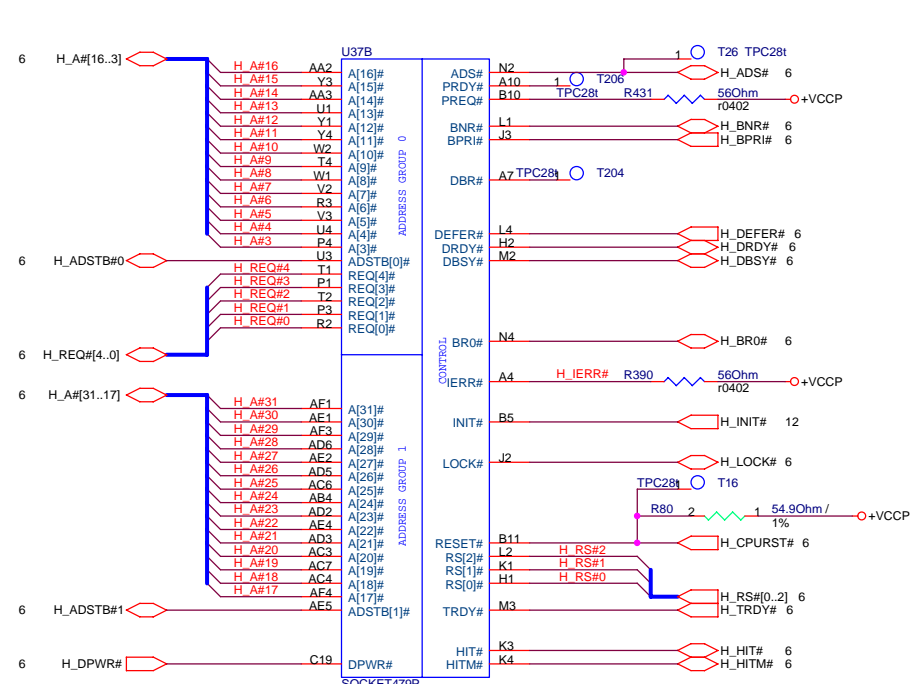 U37B
6 H_A#[16..3]
H_A#16 AA2 A[16]#
H_A#15 Y3 A[15]#
H_A#14 AA3 A[14]#
H_A#13 U1 A[13]#
H_A#12 Y1 A[12]#
H_A#11 Y4 A[11]#
H_A#10 W2 A[10]#
H_A#9 T4 A[9]#
H_A#8 W1 A[8]#
H_A#7 V2 A[7]#
H_A#6 R3 A[6]#
H_A#5 V3 A[5]#
H_A#4 U4 A[4]#
H_A#3 P4 A[3]#
ADDRESS GROUP 0
6 H_ADSTB#0 U3 ADSTB[0]#
H_REQ#4 T1 REQ[4]#
H_REQ#3 P1 REQ[3]#
H_REQ#2 T2 REQ[2]#
H_REQ#1 P3 REQ[1]#
H_REQ#0 R2 REQ[0]#
6 H_REQ#[4..0]
6 H_A#[31..17]
H_A#31 AF1 A[31]#
H_A#30 AE1 A[30]#
H_A#29 AF3 A[29]#
H_A#28 AD6 A[28]#
H_A#27 AE2 A[27]#
H_A#26 AD5 A[26]#
H_A#25 AC6 A[25]#
H_A#24 AB4 A[24]#
H_A#23 AD2 A[23]#
H_A#22 AE4 A[22]#
H_A#21 AD3 A[21]#
H_A#20 AC3 A[20]#
H_A#19 AC7 A[19]#
H_A#18 AC4 A[18]#
H_A#17 AF4 A[17]#
ADDRESS GROUP 1
6 H_ADSTB#1 AE5 ADSTB[1]#
6 H_DPWR# C19 DPWR#
SOCKET479P
CONTROL
1 T26 TPC28t
ADS# N2 H_ADS# 6
PRDY# A10 1 T206
TPC28t
PREQ# B10 R431 56Ohm +VCCP
r0402
BNR# L1 H_BNR# 6
BPRI# J3 H_BPRI# 6
DBR# A7 TPC28t 1 T204
DEFER# L4 H_DEFER# 6
DRDY# H2 H_DRDY# 6
DBSY# M2 H_DBSY# 6
BR0# N4 H_BR0# 6
IERR# A4 H_IERR# R390 56Ohm +VCCP
r0402
INIT# B5 H_INIT# 12
LOCK# J2 H_LOCK# 6
TPC28t 1 T16
R80 2 1 54.9Ohm / +VCCP
1%
RESET# B11 H_CPURST# 6
RS[2]# L2 H_RS#2
RS[1]# K1 H_RS#1
RS[0]# H1 H_RS#0
H_RS#[0..2] 6
TRDY# M3 H_TRDY# 6
HIT# K3 H_HIT# 6
HITM# K4 H_HITM# 6